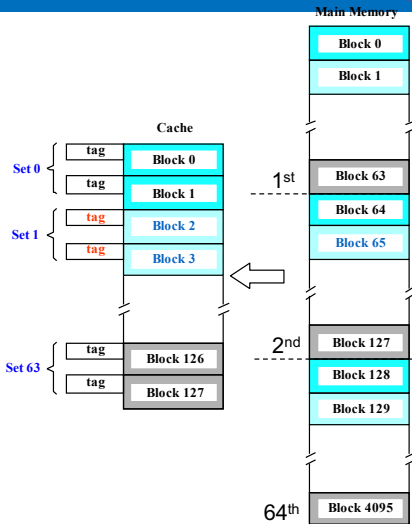 Main Memory
Block 0
Block 1
Cache
tag
Block 0
Set 0
tag
Block 1
tag
Block 2
Set 1
tag
Block 3
tag
Block 126
Set 63
tag
Block 127
1st
Block 63
Block 64
Block 65
2nd
Block 127
Block 128
Block 129
64th
Block 4095